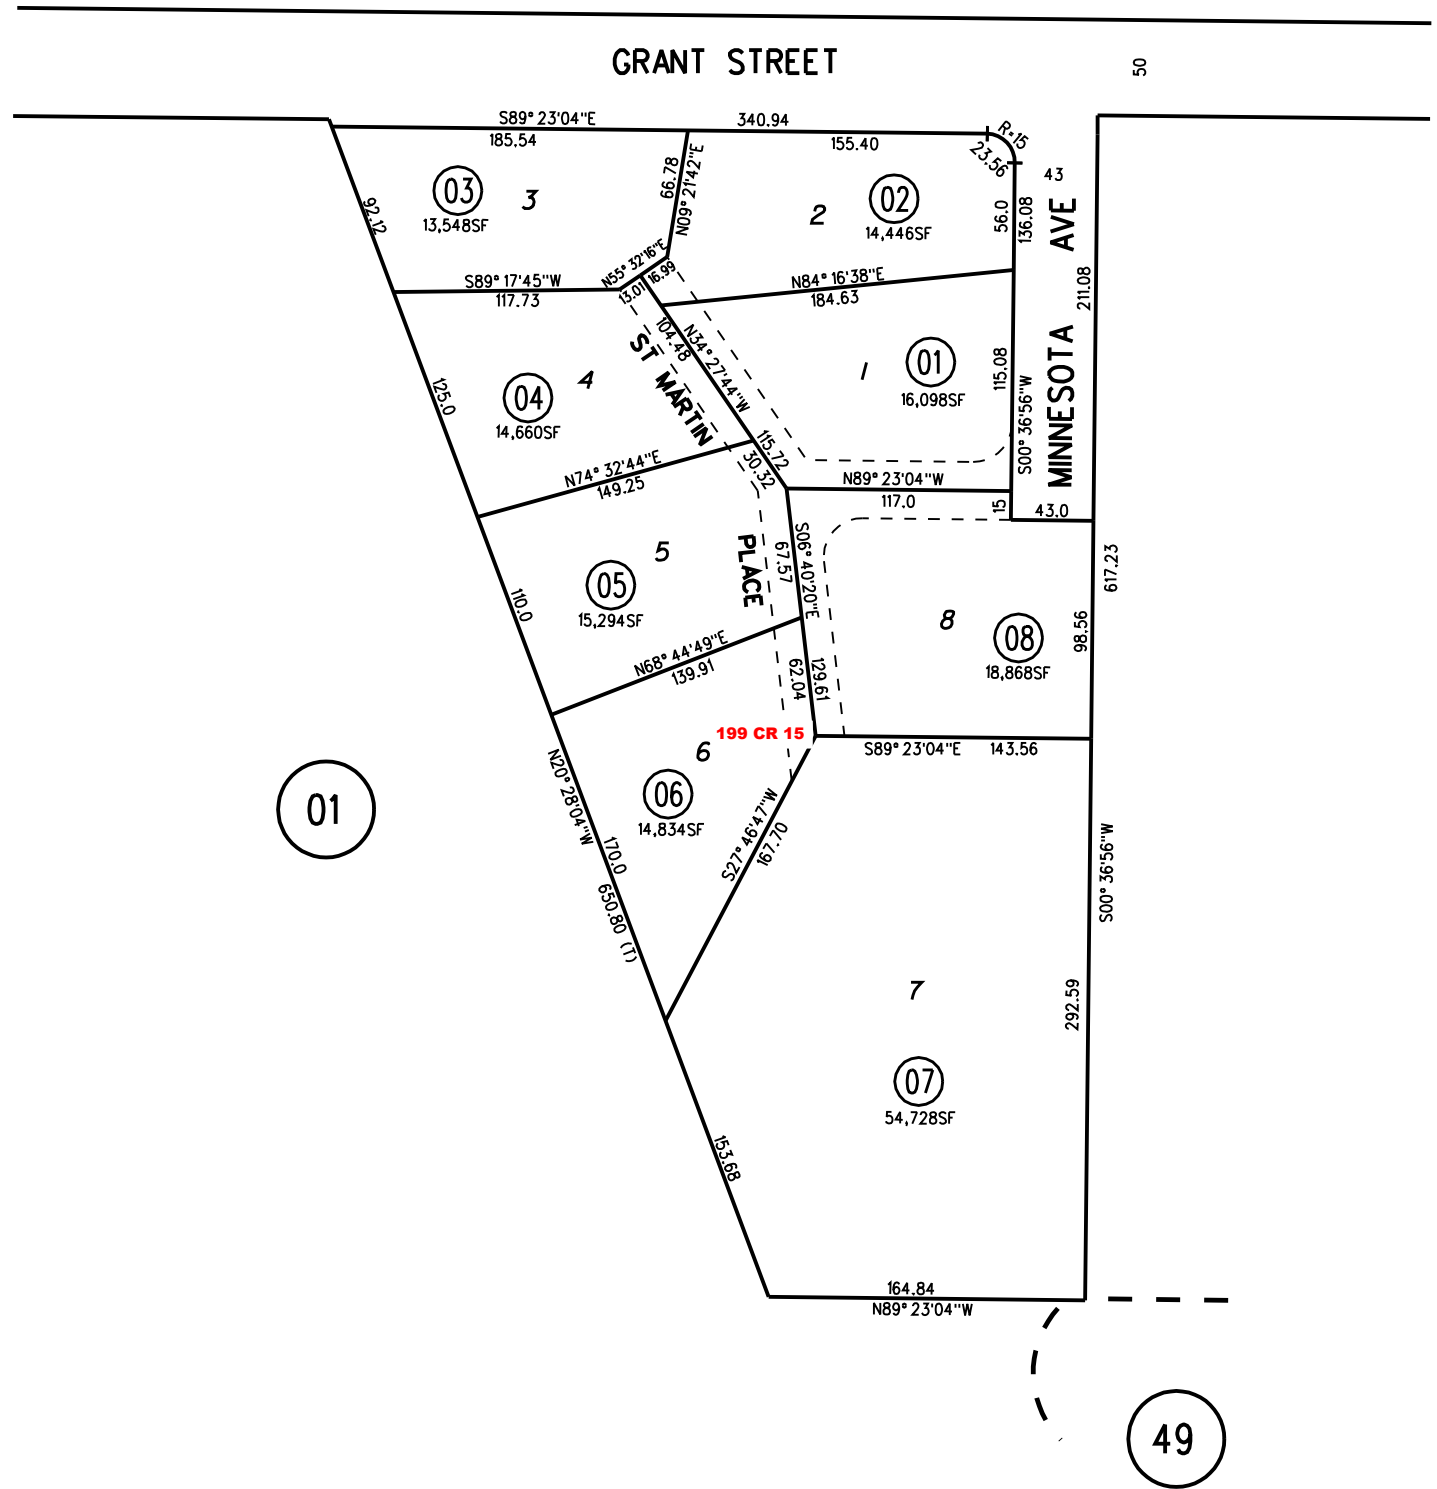 GRANT STREET
50
S89° 23'04"E
340.94
185.54
155.40
R=15
23.56
43
92.12
03
3
13,548SF
66.78
N09° 21'42"E
2
02
14,446SF
56.0
136.08
MINNESOTA AVE
211.08
N55° 32'16"E
13.01
16.99
S89° 17'45"W
117.73
N84° 16'38"E
184.63
104.48
N34° 27'44"W
ST MARTIN
1
01
16,098SF
115.08
S00° 36'56"W
125.0
4
04
14,660SF
115.72
30.32
N74° 32'44"E
149.25
N89° 23'04"W
117.0
15
43.0
PLACE
S06° 40'20"E
67.57
5
05
15,294SF
110.0
617.23
8
08
18,868SF
98.56
N68° 44'49"E
139.91
62.04
129.61
199 CR 15
6
S89° 23'04"E
143.56
06
14,834SF
N20° 28'04"W
170.0
650.80 (T)
S27° 46'47"W
167.70
01
S00° 36'56"W
292.59
7
07
54,728SF
153.68
164.84
N89° 23'04"W
49